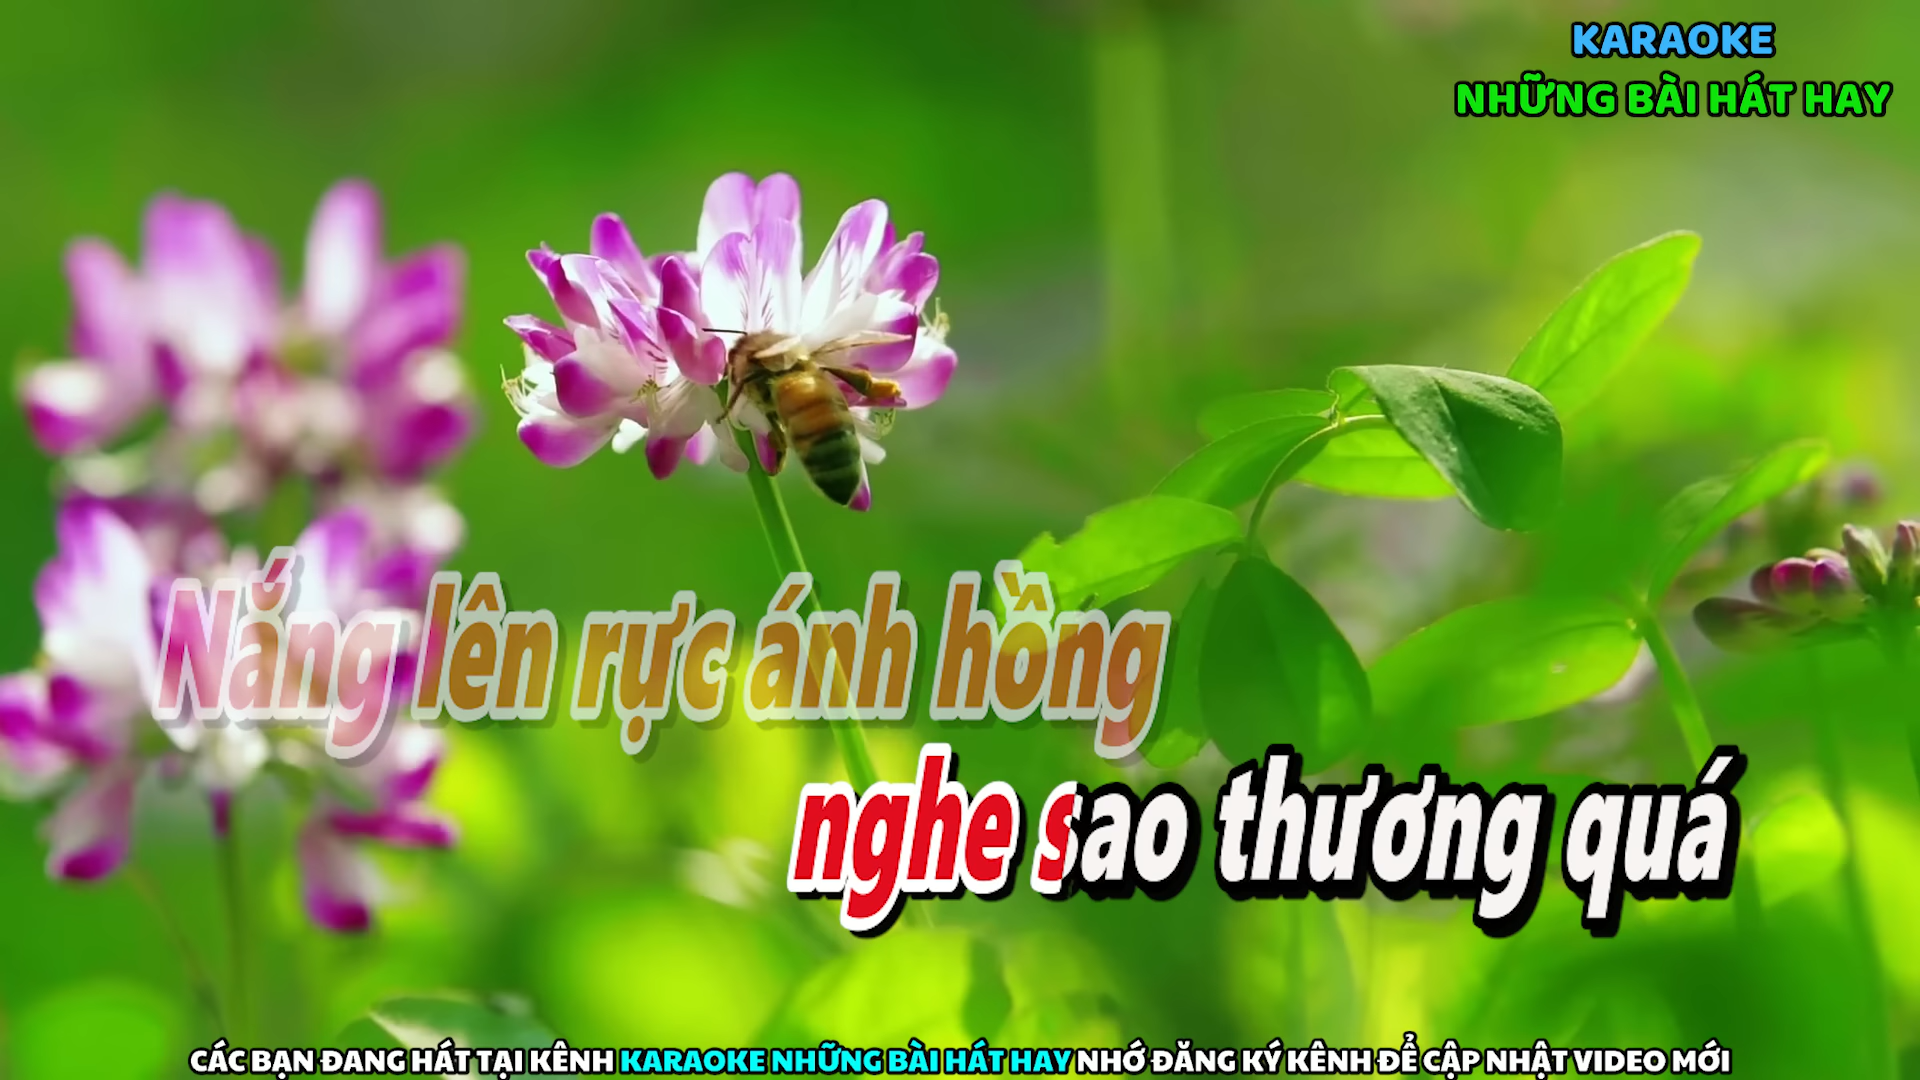 KARAOKE
NHỮNG BÀI HÁT HAY
Nắng lên rực ánh hồng
nghe sao thương quá
CÁC BẠN ĐANG HÁT TẠI KÊNH KARAOKE NHỮNG BÀI HÁT HAY NHỚ ĐĂNG KÝ KÊNH ĐỂ CẬP NHẬT VIDEO MỚI